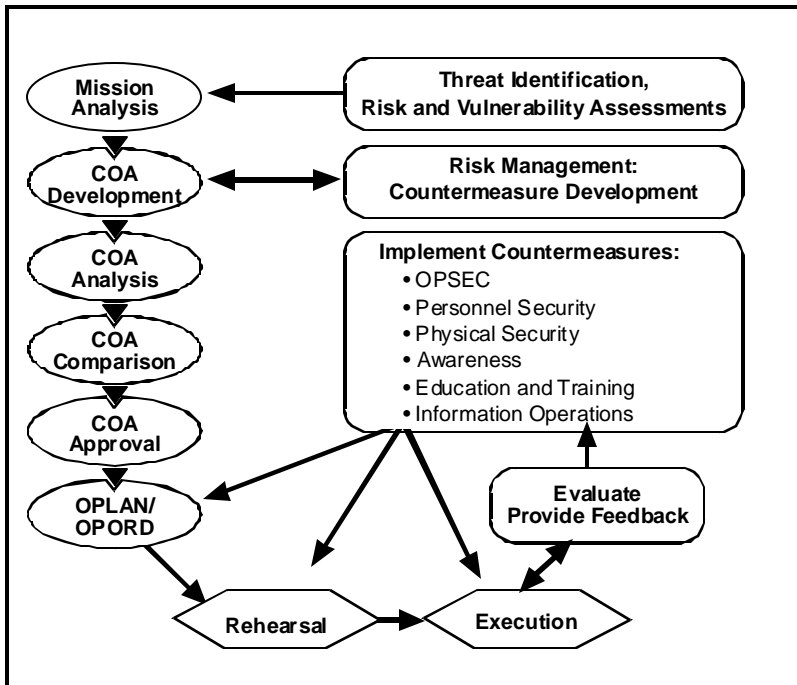 Mission
Analysis
Threat Identification,
Risk and Vulnerability Assessments
COA
Development
Risk Management:
Countermeasure Development
COA
Analysis
COA
Comparison
COA
Approval
OPLAN/
OPORD
Implement Countermeasures:
• OPSEC
• Personnel Security
• Physical Security
• Awareness
• Education and Training
• Information Operations
Evaluate
Provide Feedback
Rehearsal
Execution